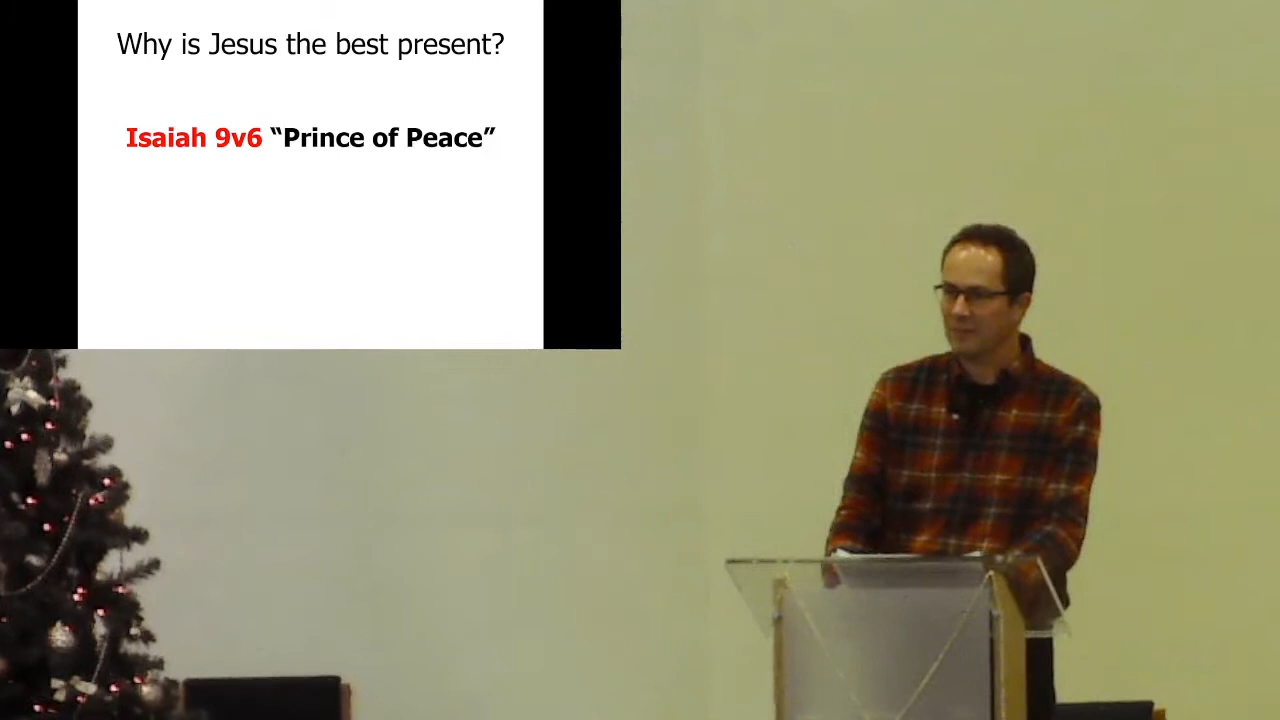 Why is Jesus the best present?
Isaiah 9v6 “Prince of Peace”